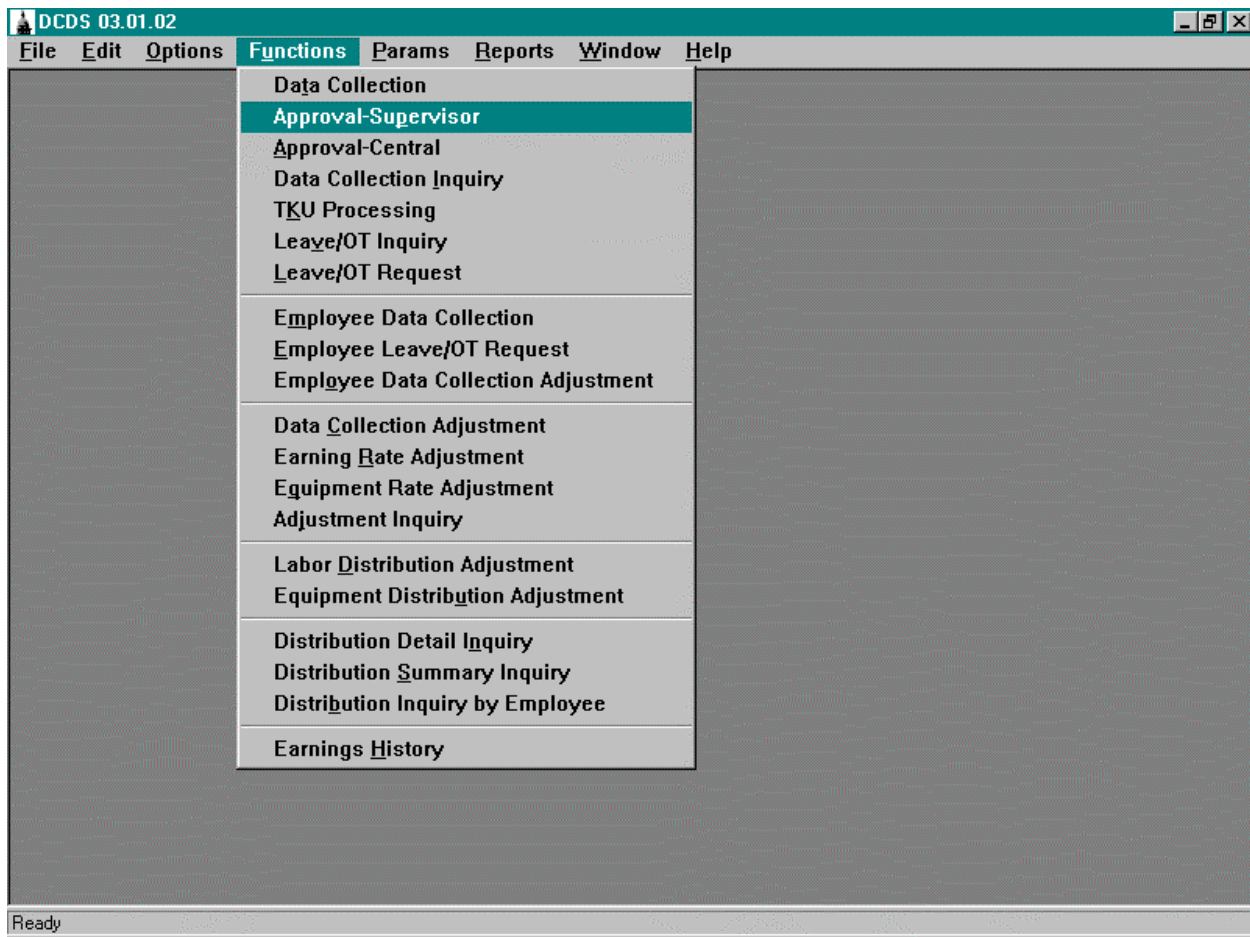 DCDS 03.01.02
File Edit Options Functions Params Reports Window Help
Data Collection
Approval-Supervisor
Approval-Central
Data Collection Inquiry
TKU Processing
Leave/OT Inquiry
Leave/OT Request
Employee Data Collection
Employee Leave/OT Request
Employee Data Collection Adjustment
Data Collection Adjustment
Earning Rate Adjustment
Equipment Rate Adjustment
Adjustment Inquiry
Labor Distribution Adjustment
Equipment Distribution Adjustment
Distribution Detail Inquiry
Distribution Summary Inquiry
Distribution Inquiry by Employee
Earnings History
Ready